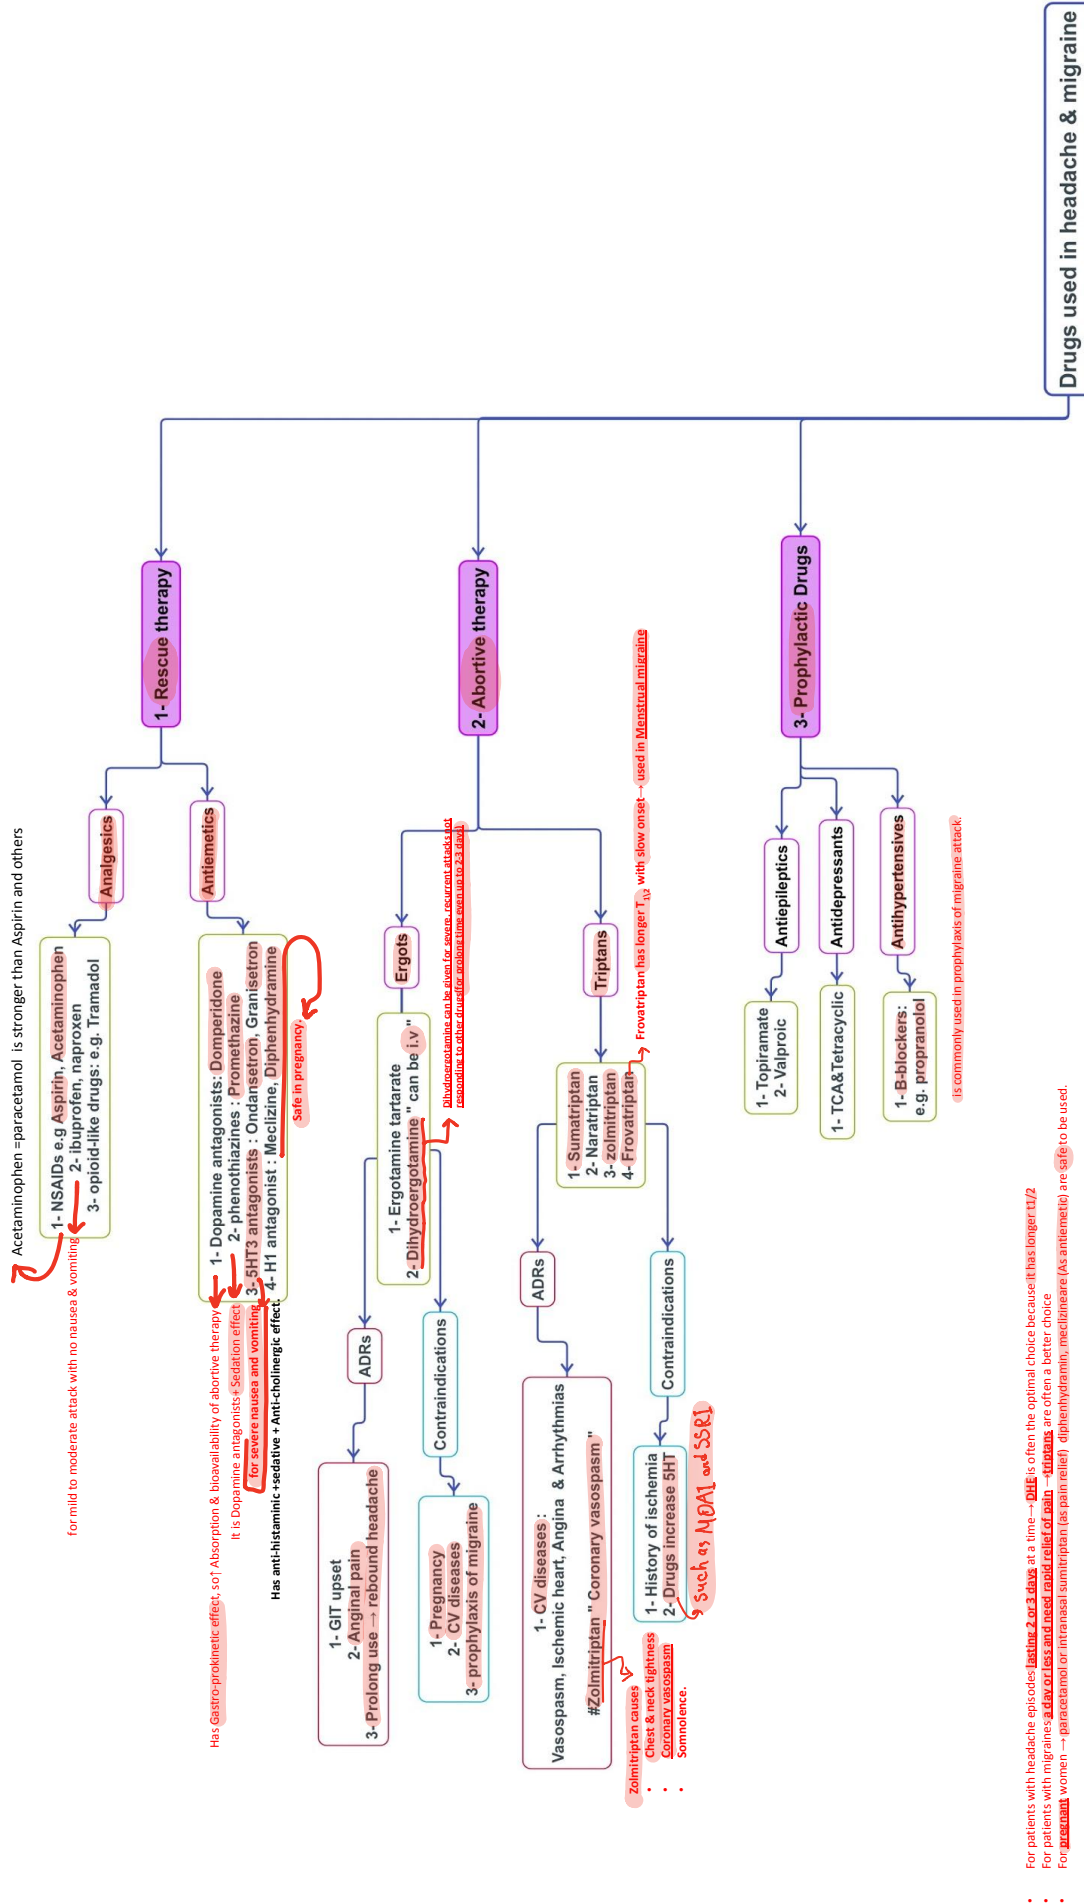 Drugs used in headache & migraine
1- Rescue therapy
Analgesics
Acetaminophen =paracetamol is stronger than Aspirin and others
1- NSAIDs e.g Aspirin, Acetaminophen
2- ibuprofen, naproxen
3- opioid-like drugs: e.g. Tramadol
for mild to moderate attack with no nausea & vomiting
Antiemetics
1- Dopamine antagonists: Domperidone
2- phenothiazines : Promethazine
3- 5HT3 antagonists : Ondansetron, Granisetron
4- H1 antagonist : Meclizine, Diphenhydramine
Safe in pregnancy.
Has Gastro-prokinetic effect, so↑ Absorption & bioavailability of abortive therapy
It is Dopamine antagonists+ Sedation effect
for severe nausea and vomiting
Has anti-histaminic +sedative + Anti-cholinergic effect.
2- Abortive therapy
Ergots
1- Ergotamine tartarate
2- Dihydroergotamine " can be i.v "
Dihydroergotamine can be given for severe, recurrent attacks not
responding to other drugs(for prolong time even up to 2-3 days)
ADRs
1- GIT upset
2- Anginal pain
3- Prolong use → rebound headache
Contraindications
1- Pregnancy
2- CV diseases
3- prophylaxis of migraine
Triptans
1- Sumatriptan
2- Naratriptan
3- zolmitriptan
4- Frovatriptan
Frovatriptan has longer T1\2 with slow onset→ used in Menstrual migraine
ADRs
1- CV diseases :
Vasospasm, Ischemic heart, Angina & Arrhythmias
#Zolmitriptan " Coronary vasospasm "
Zolmitriptan causes
• Chest & neck tightness
• Coronary vasospasm
• Somnolence.
Contraindications
1- History of ischemia
2- Drugs increase 5HT
such as MOAI and SSRI
3- Prophylactic Drugs
Antiepileptics
1- Topiramate
2- Valproic
Antidepressants
1- TCA&Tetracyclic
Antihypertensives
1- B-blockers:
e.g. propranolol
is commonly used in prophylaxis of migraine attack.
• For patients with headache episodes lasting 2 or 3 days at a time→ DHE is often the optimal choice because it has longer t1/2
• For patients with migraines a day or less and need rapid relief of pain →triptans are often a better choice
• For pregnant women →paracetamol or intranasal sumitriptan (as pain relief) diphenhydramin, meclizineare (As antiemetic) are safe to be used.